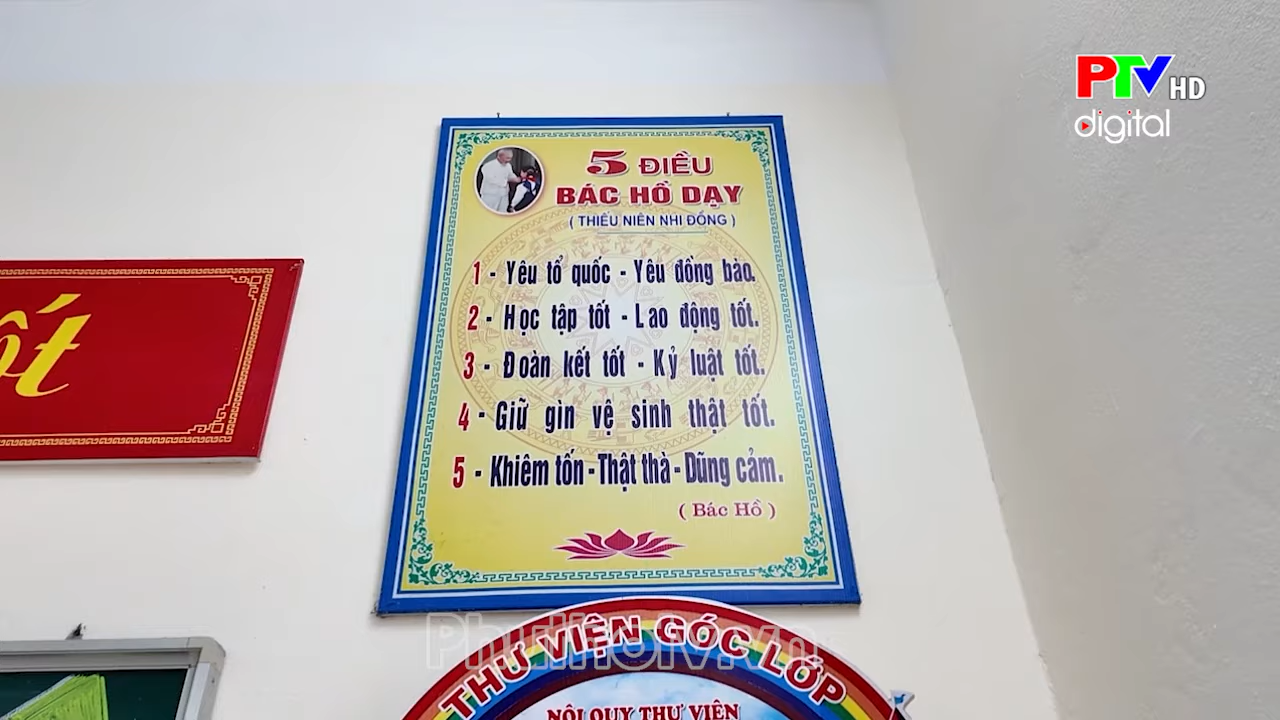 PTV HD
digital
5 ĐIỀU
BÁC HỒ DẠY
( THIẾU NIÊN NHI ĐỒNG )
1 - Yêu tổ quốc - Yêu đồng bào.
2 - Học tập tốt - Lao động tốt.
3 - Đoàn kết tốt - Kỷ luật tốt.
4 - Giữ gìn vệ sinh thật tốt.
5 - Khiêm tốn - Thật thà - Dũng cảm.
( Bác Hồ )
THƯ VIỆN GÓC LỚP
NỘI QUY THƯ VIỆN